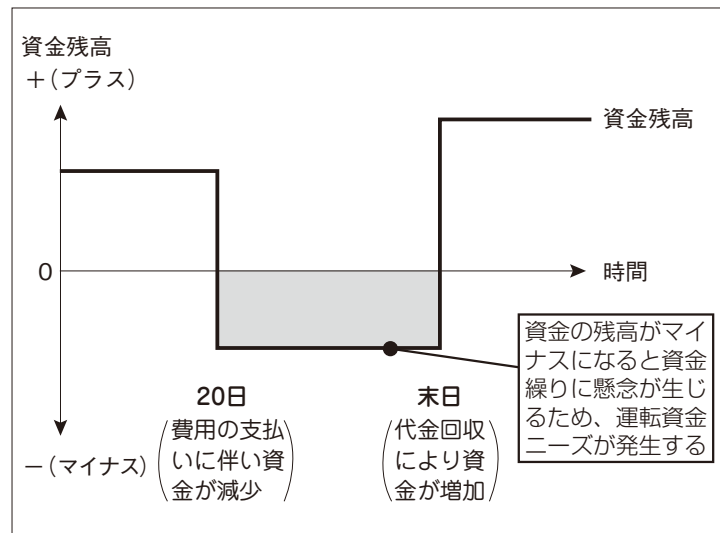 資金残高
+(プラス)
資金残高
0
時間
資金の残高がマイ
ナスになると資金
繰りに懸念が生じ
るため、運転資金
ニーズが発生する
20日
(費用の支払
いに伴い資
金が減少)
末日
(代金回収
により資
金が増加)
−(マイナス)